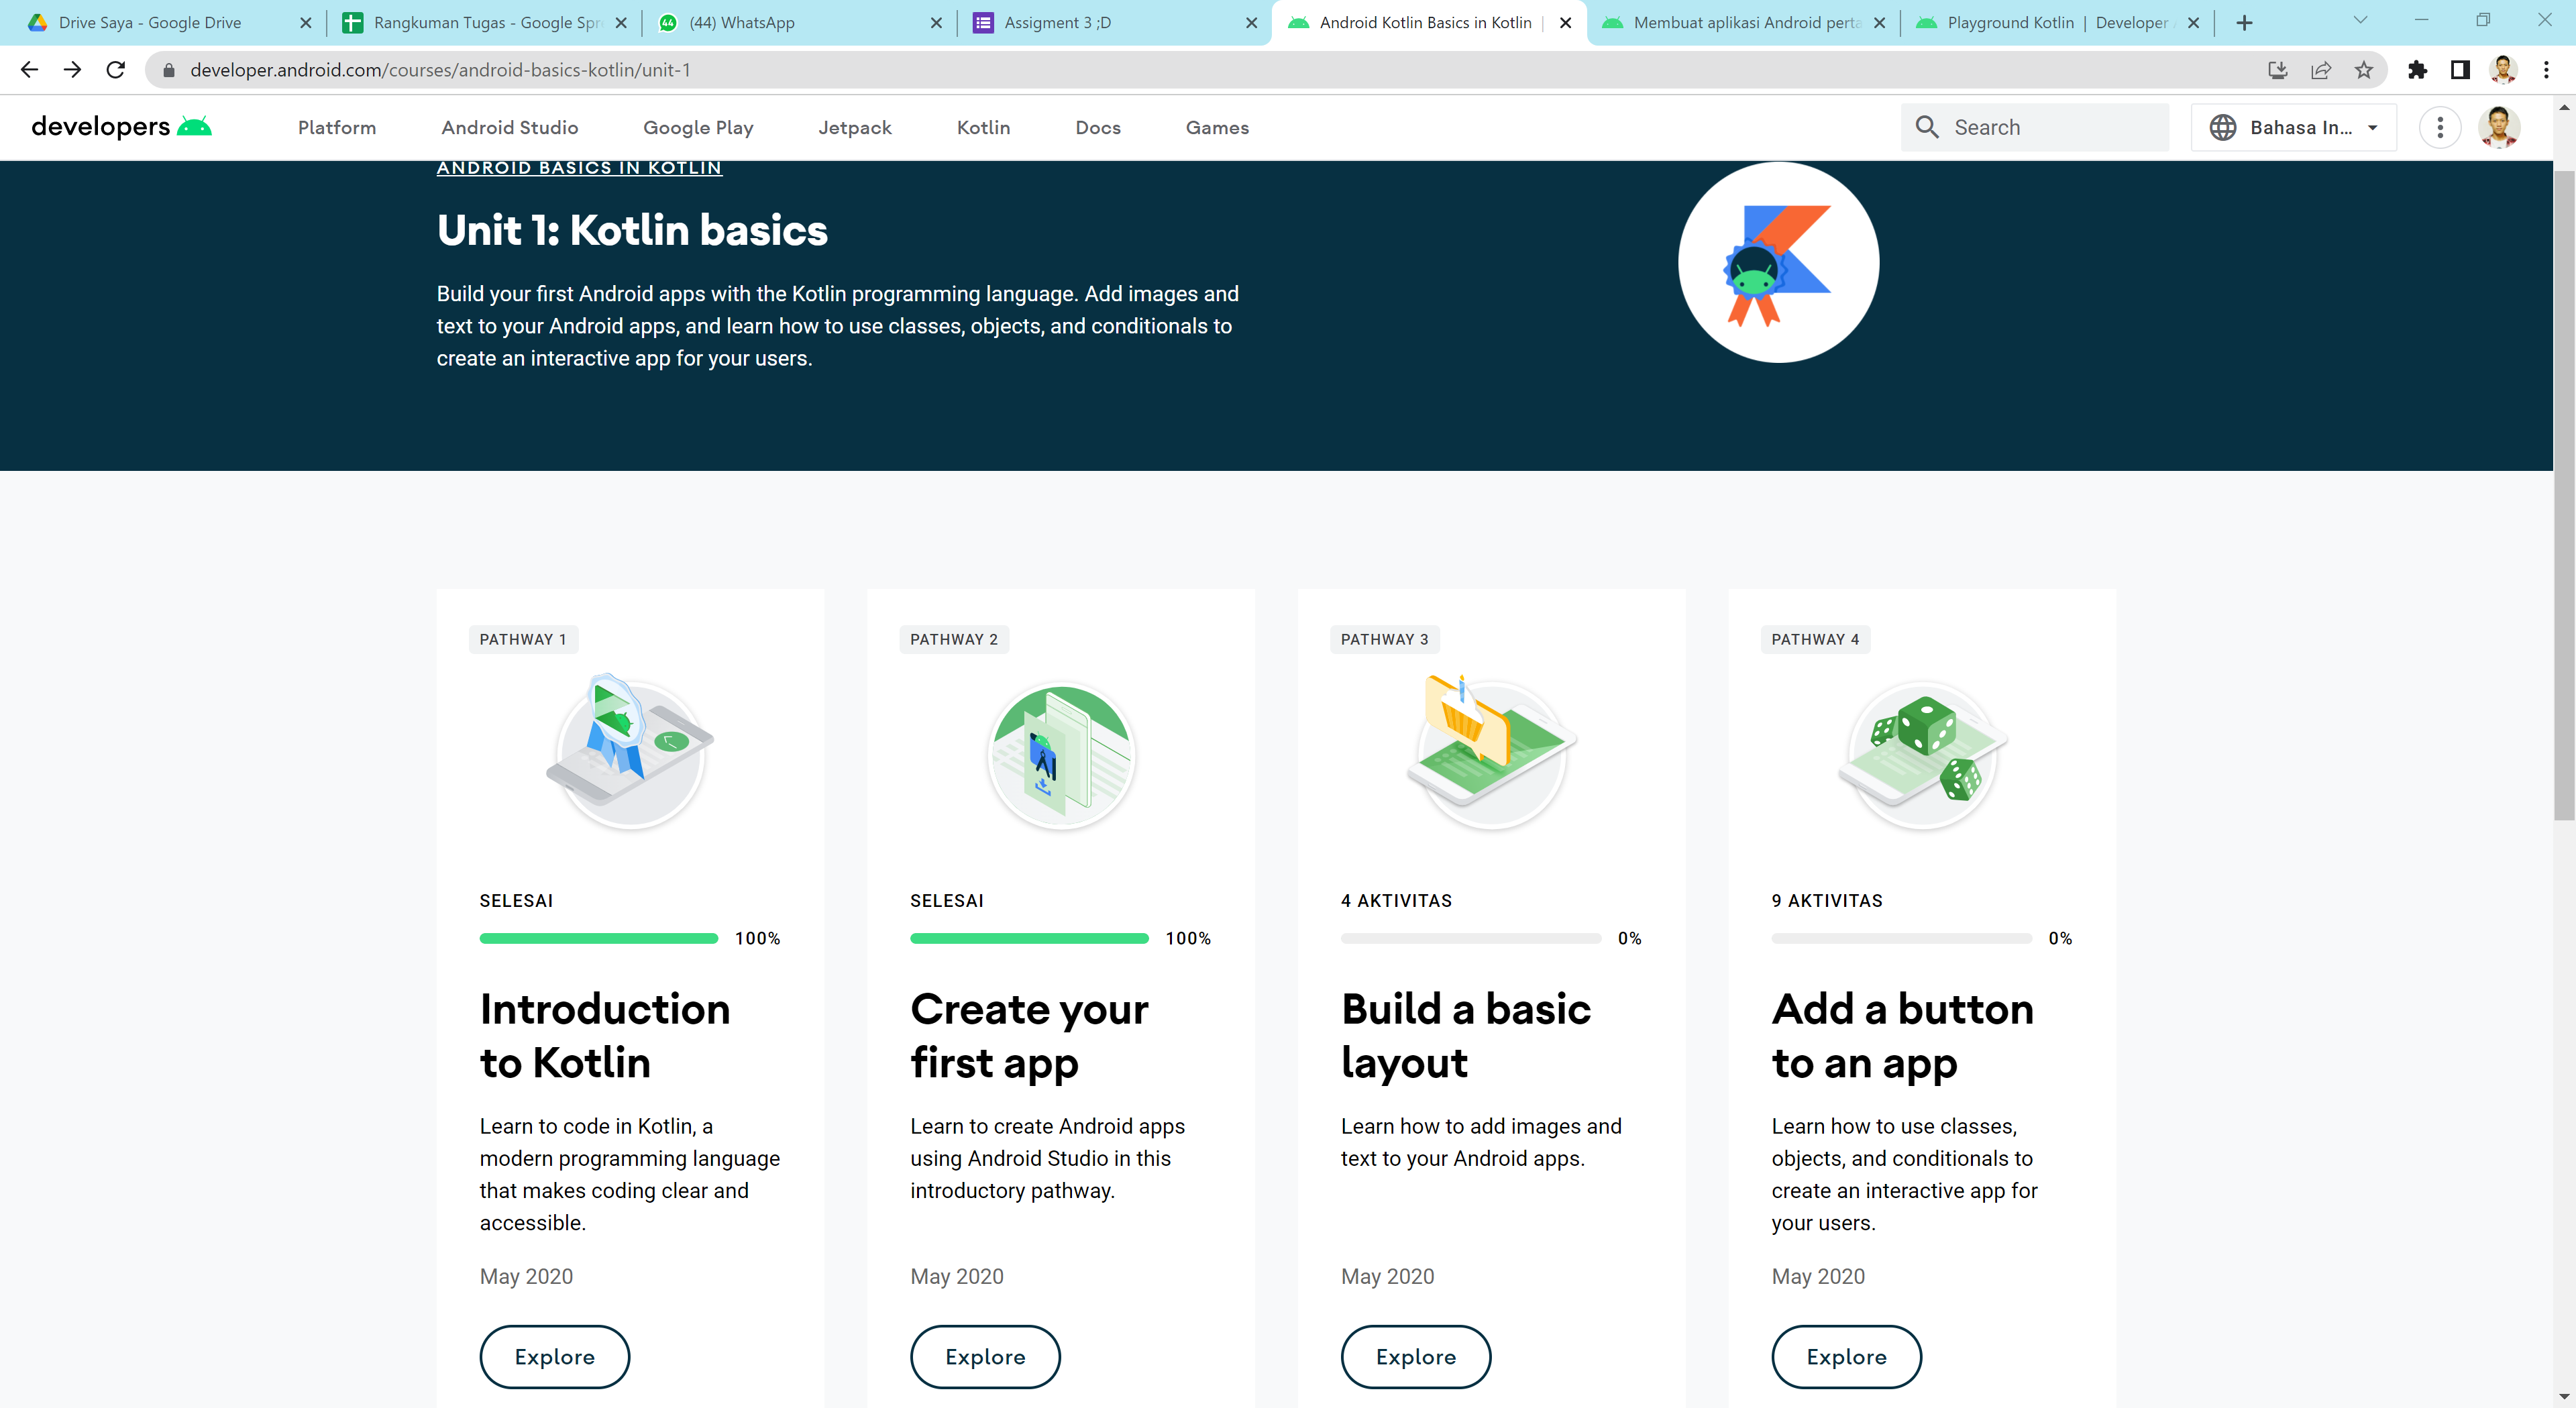 Drive Saya - Google Drive
Rangkuman Tugas - Google Spre
(44) WhatsApp
Assigment 3 ;D
Android Kotlin Basics in Kotlin |
Membuat aplikasi Android perta
Playground Kotlin | Developer
developer.android.com/courses/android-basics-kotlin/unit-1
developers
Platform
Android Studio
Google Play
Jetpack
Kotlin
Docs
Games
Search
Bahasa In...
ANDROID BASICS IN KOTLIN
Unit 1: Kotlin basics
Build your first Android apps with the Kotlin programming language. Add images and
text to your Android apps, and learn how to use classes, objects, and conditionals to
create an interactive app for your users.
PATHWAY 1
SELESAI
100%
Introduction
to Kotlin
Learn to code in Kotlin, a
modern programming language
that makes coding clear and
accessible.
May 2020
Explore
PATHWAY 2
SELESAI
100%
Create your
first app
Learn to create Android apps
using Android Studio in this
introductory pathway.
May 2020
Explore
PATHWAY 3
4 AKTIVITAS
0%
Build a basic
layout
Learn how to add images and
text to your Android apps.
May 2020
Explore
PATHWAY 4
9 AKTIVITAS
0%
Add a button
to an app
Learn how to use classes,
objects, and conditionals to
create an interactive app for
your users.
May 2020
Explore